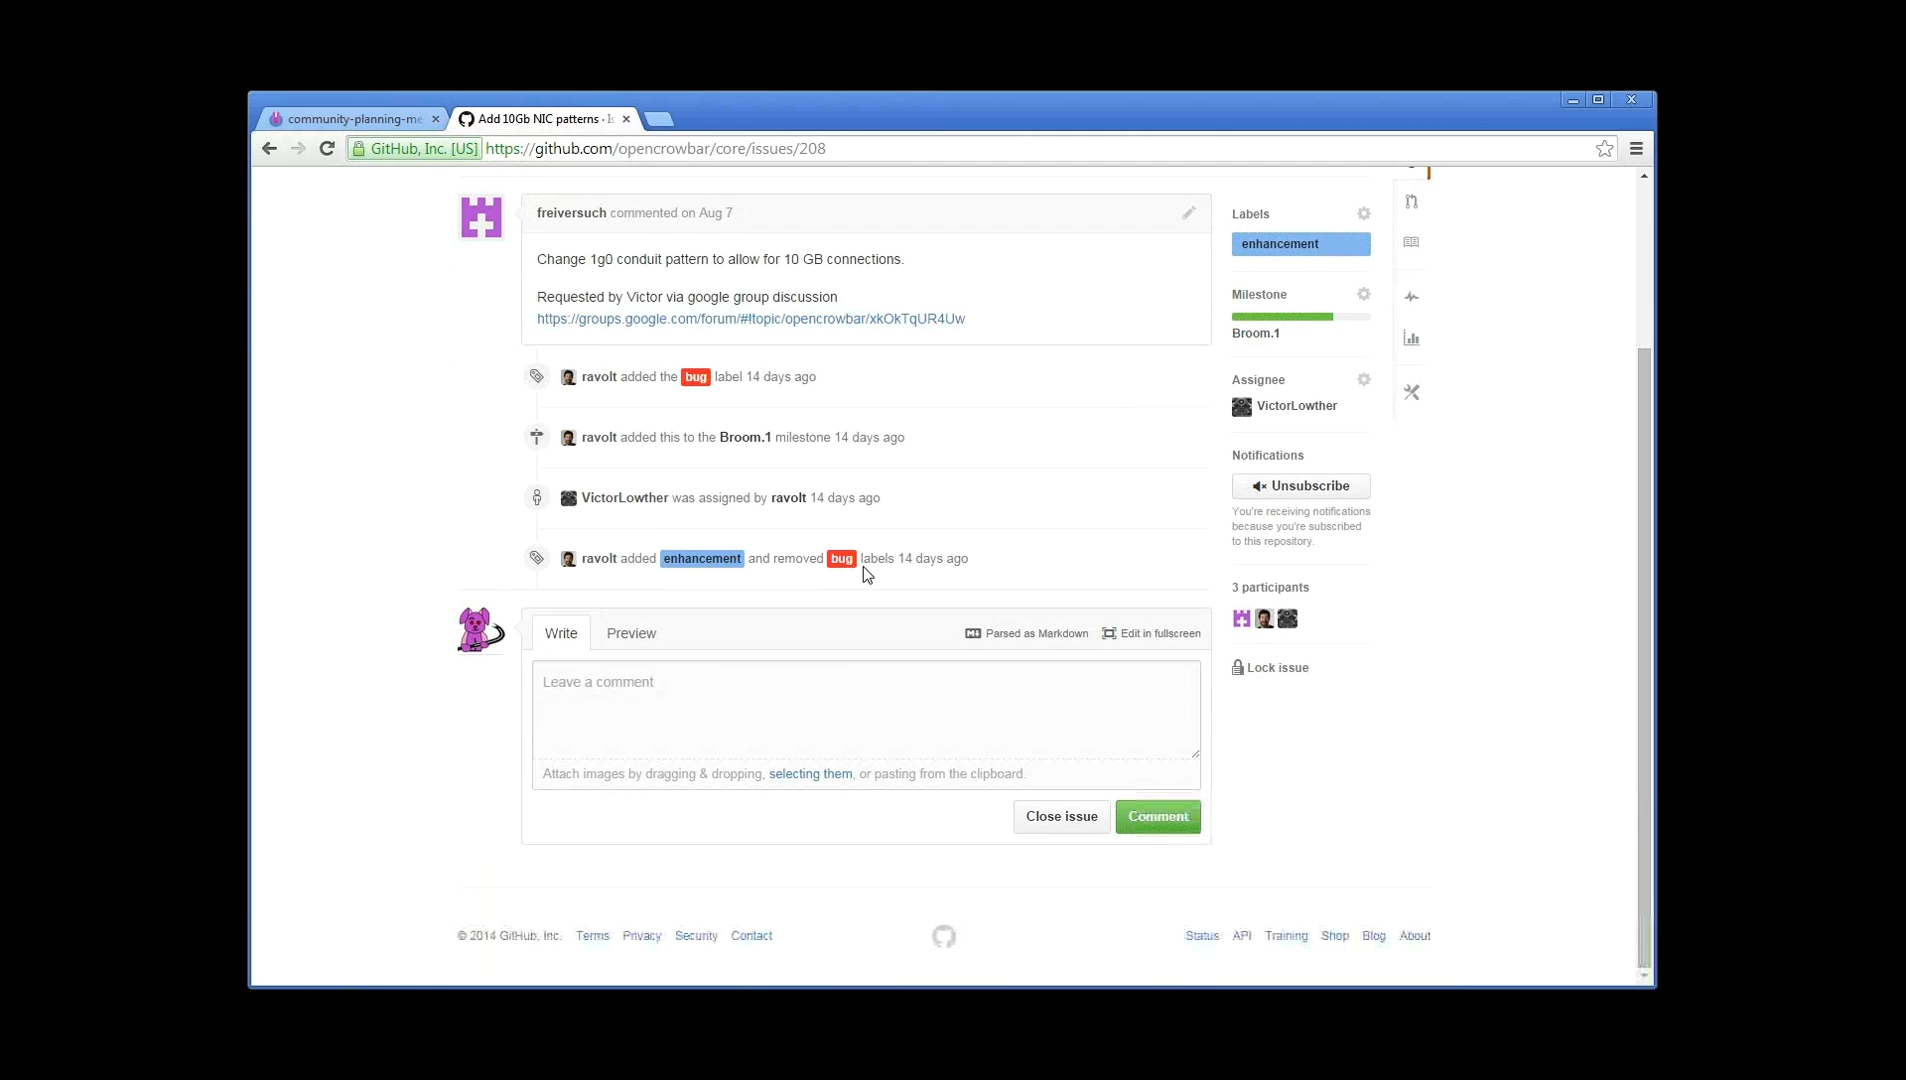 community-planning-me
Add 10Gb NIC patterns · Is
GitHub, Inc. [US] https://github.com/opencrowbar/core/issues/208
freiversuch commented on Aug 7
Change 1g0 conduit pattern to allow for 10 GB connections.
Requested by Victor via google group discussion
https://groups.google.com/forum/#!topic/opencrowbar/xkOkTqUR4Uw
ravolt added the bug label 14 days ago
ravolt added this to the Broom.1 milestone 14 days ago
VictorLowther was assigned by ravolt 14 days ago
ravolt added enhancement and removed bug labels 14 days ago
Labels
enhancement
Milestone
Broom.1
Assignee
VictorLowther
Notifications
Unsubscribe
You're receiving notifications
because you're subscribed
to this repository.
3 participants
Lock issue
Write Preview Parsed as Markdown Edit in fullscreen
Leave a comment
Attach images by dragging & dropping, selecting them, or pasting from the clipboard.
Close issue Comment
© 2014 GitHub, Inc. Terms Privacy Security Contact
Status API Training Shop Blog About